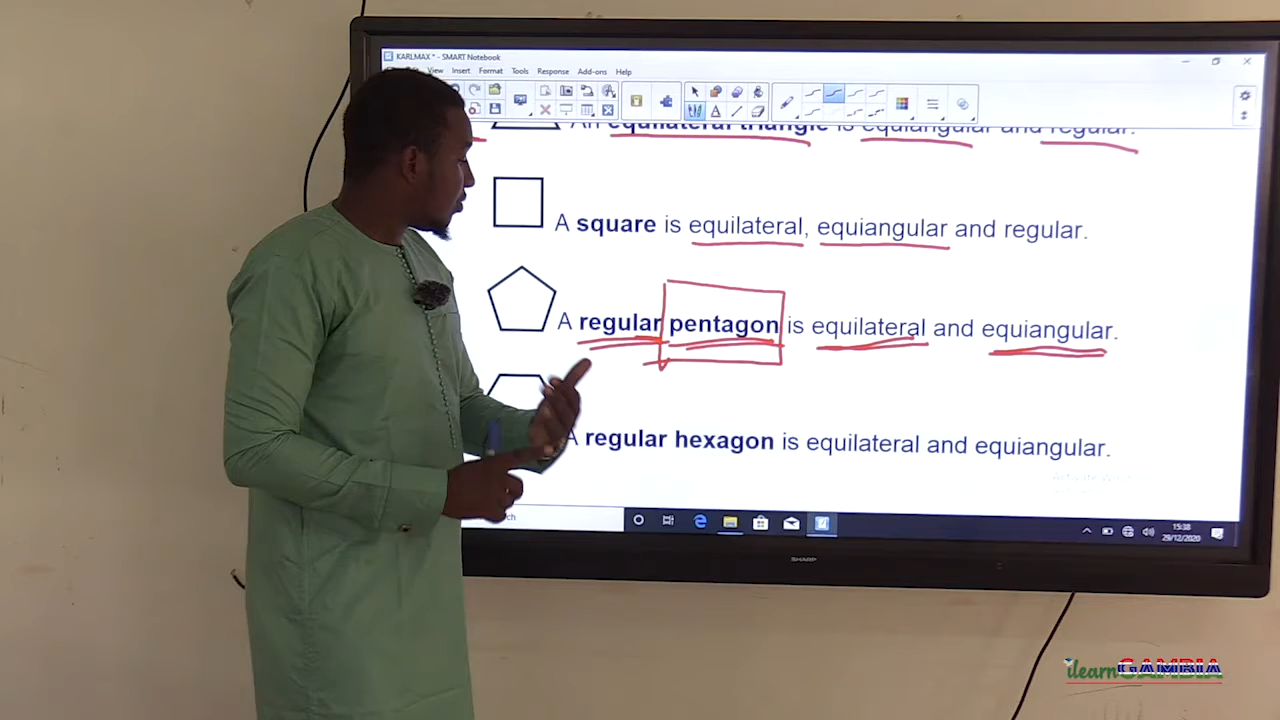 KARLMAX * - SMART Notebook
View Insert Format Tools Response Add-ons Help
An equilateral triangle is equiangular and regular.
A square is equilateral, equiangular and regular.
A regular pentagon is equilateral and equiangular.
A regular hexagon is equilateral and equiangular.
15:38
29/12/2020
SHARP
ilearnGAMBIA